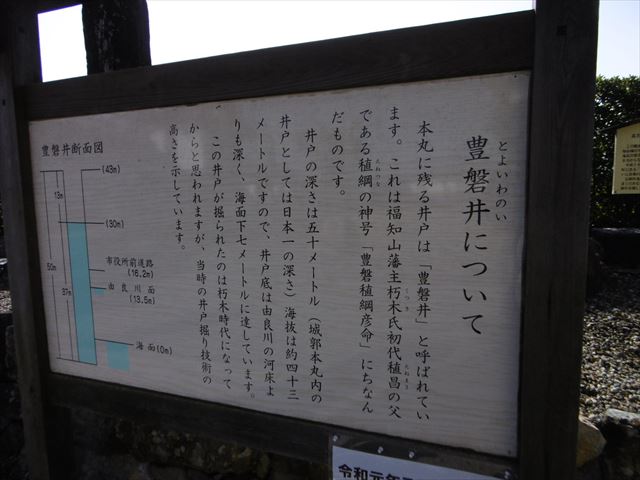 とよいわのい
豊磐井について
本丸に残る井戸は「豊磐井」と呼ばれてい
ます。これは福知山藩主朽木氏初代稙昌の父
くつき
たねまさ
である稙綱の神号「豊磐稙綱彦命」にちなん
たねつな
だものです。
井戸の深さは五十メートル（城郭本丸内の
井戸としては日本一の深さ）海抜は約四十三
メートルですので、井戸底は由良川の河床よ
りも深く、海面下七メートルに達しています。
この井戸が掘られたのは朽木時代になって
からと思われますが、当時の井戸掘り技術の
高さを示しています。
豊磐井断面図
(43m)
13m
(30m)
50m
37m
市役所前道路
(16.2m)
由良川面
(13.5m)
海面(0m)
令和元年